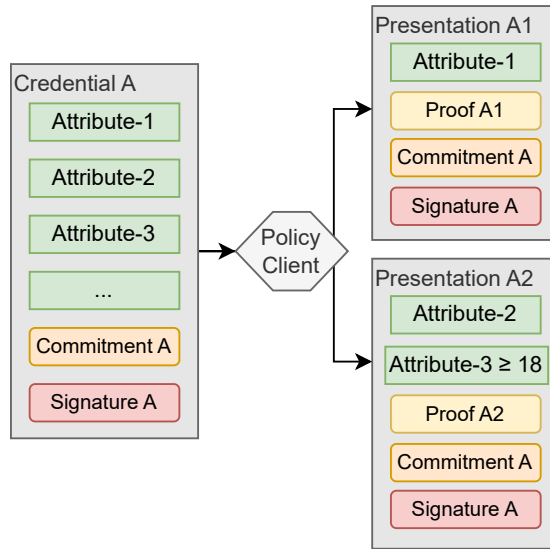 Credential A
Attribute-1
Attribute-2
Attribute-3
...
Commitment A
Signature A
Policy
Client
Presentation A1
Attribute-1
Proof A1
Commitment A
Signature A
Presentation A2
Attribute-2
Attribute-3 ≥ 18
Proof A2
Commitment A
Signature A